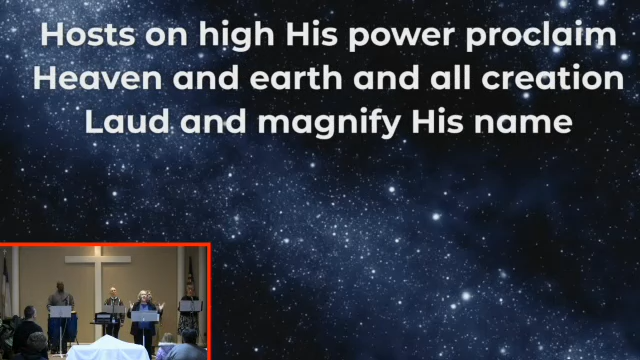 Hosts on high His power proclaim
Heaven and earth and all creation
Laud and magnify His name